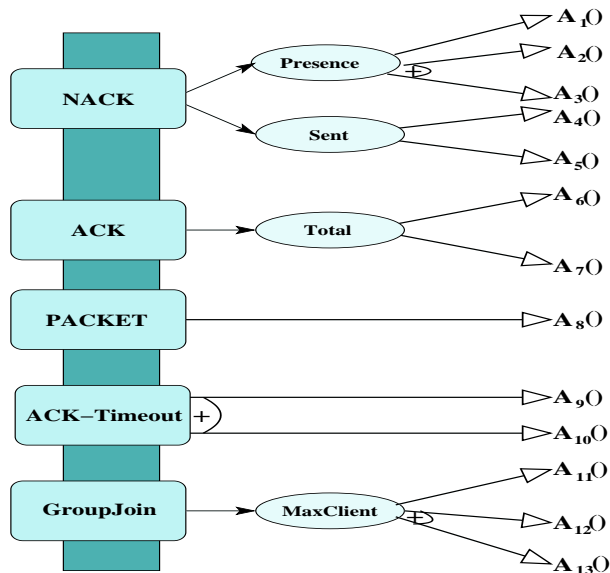 A₁()
Presence
A₂()
+
NACK
A₃()
A₄()
Sent
A₅()
A₆()
ACK
Total
A₇()
PACKET
A₈()
A₉()
ACK−Timeout
+
A₁₀()
A₁₁()
GroupJoin
MaxClient
+
A₁₂()
A₁₃()